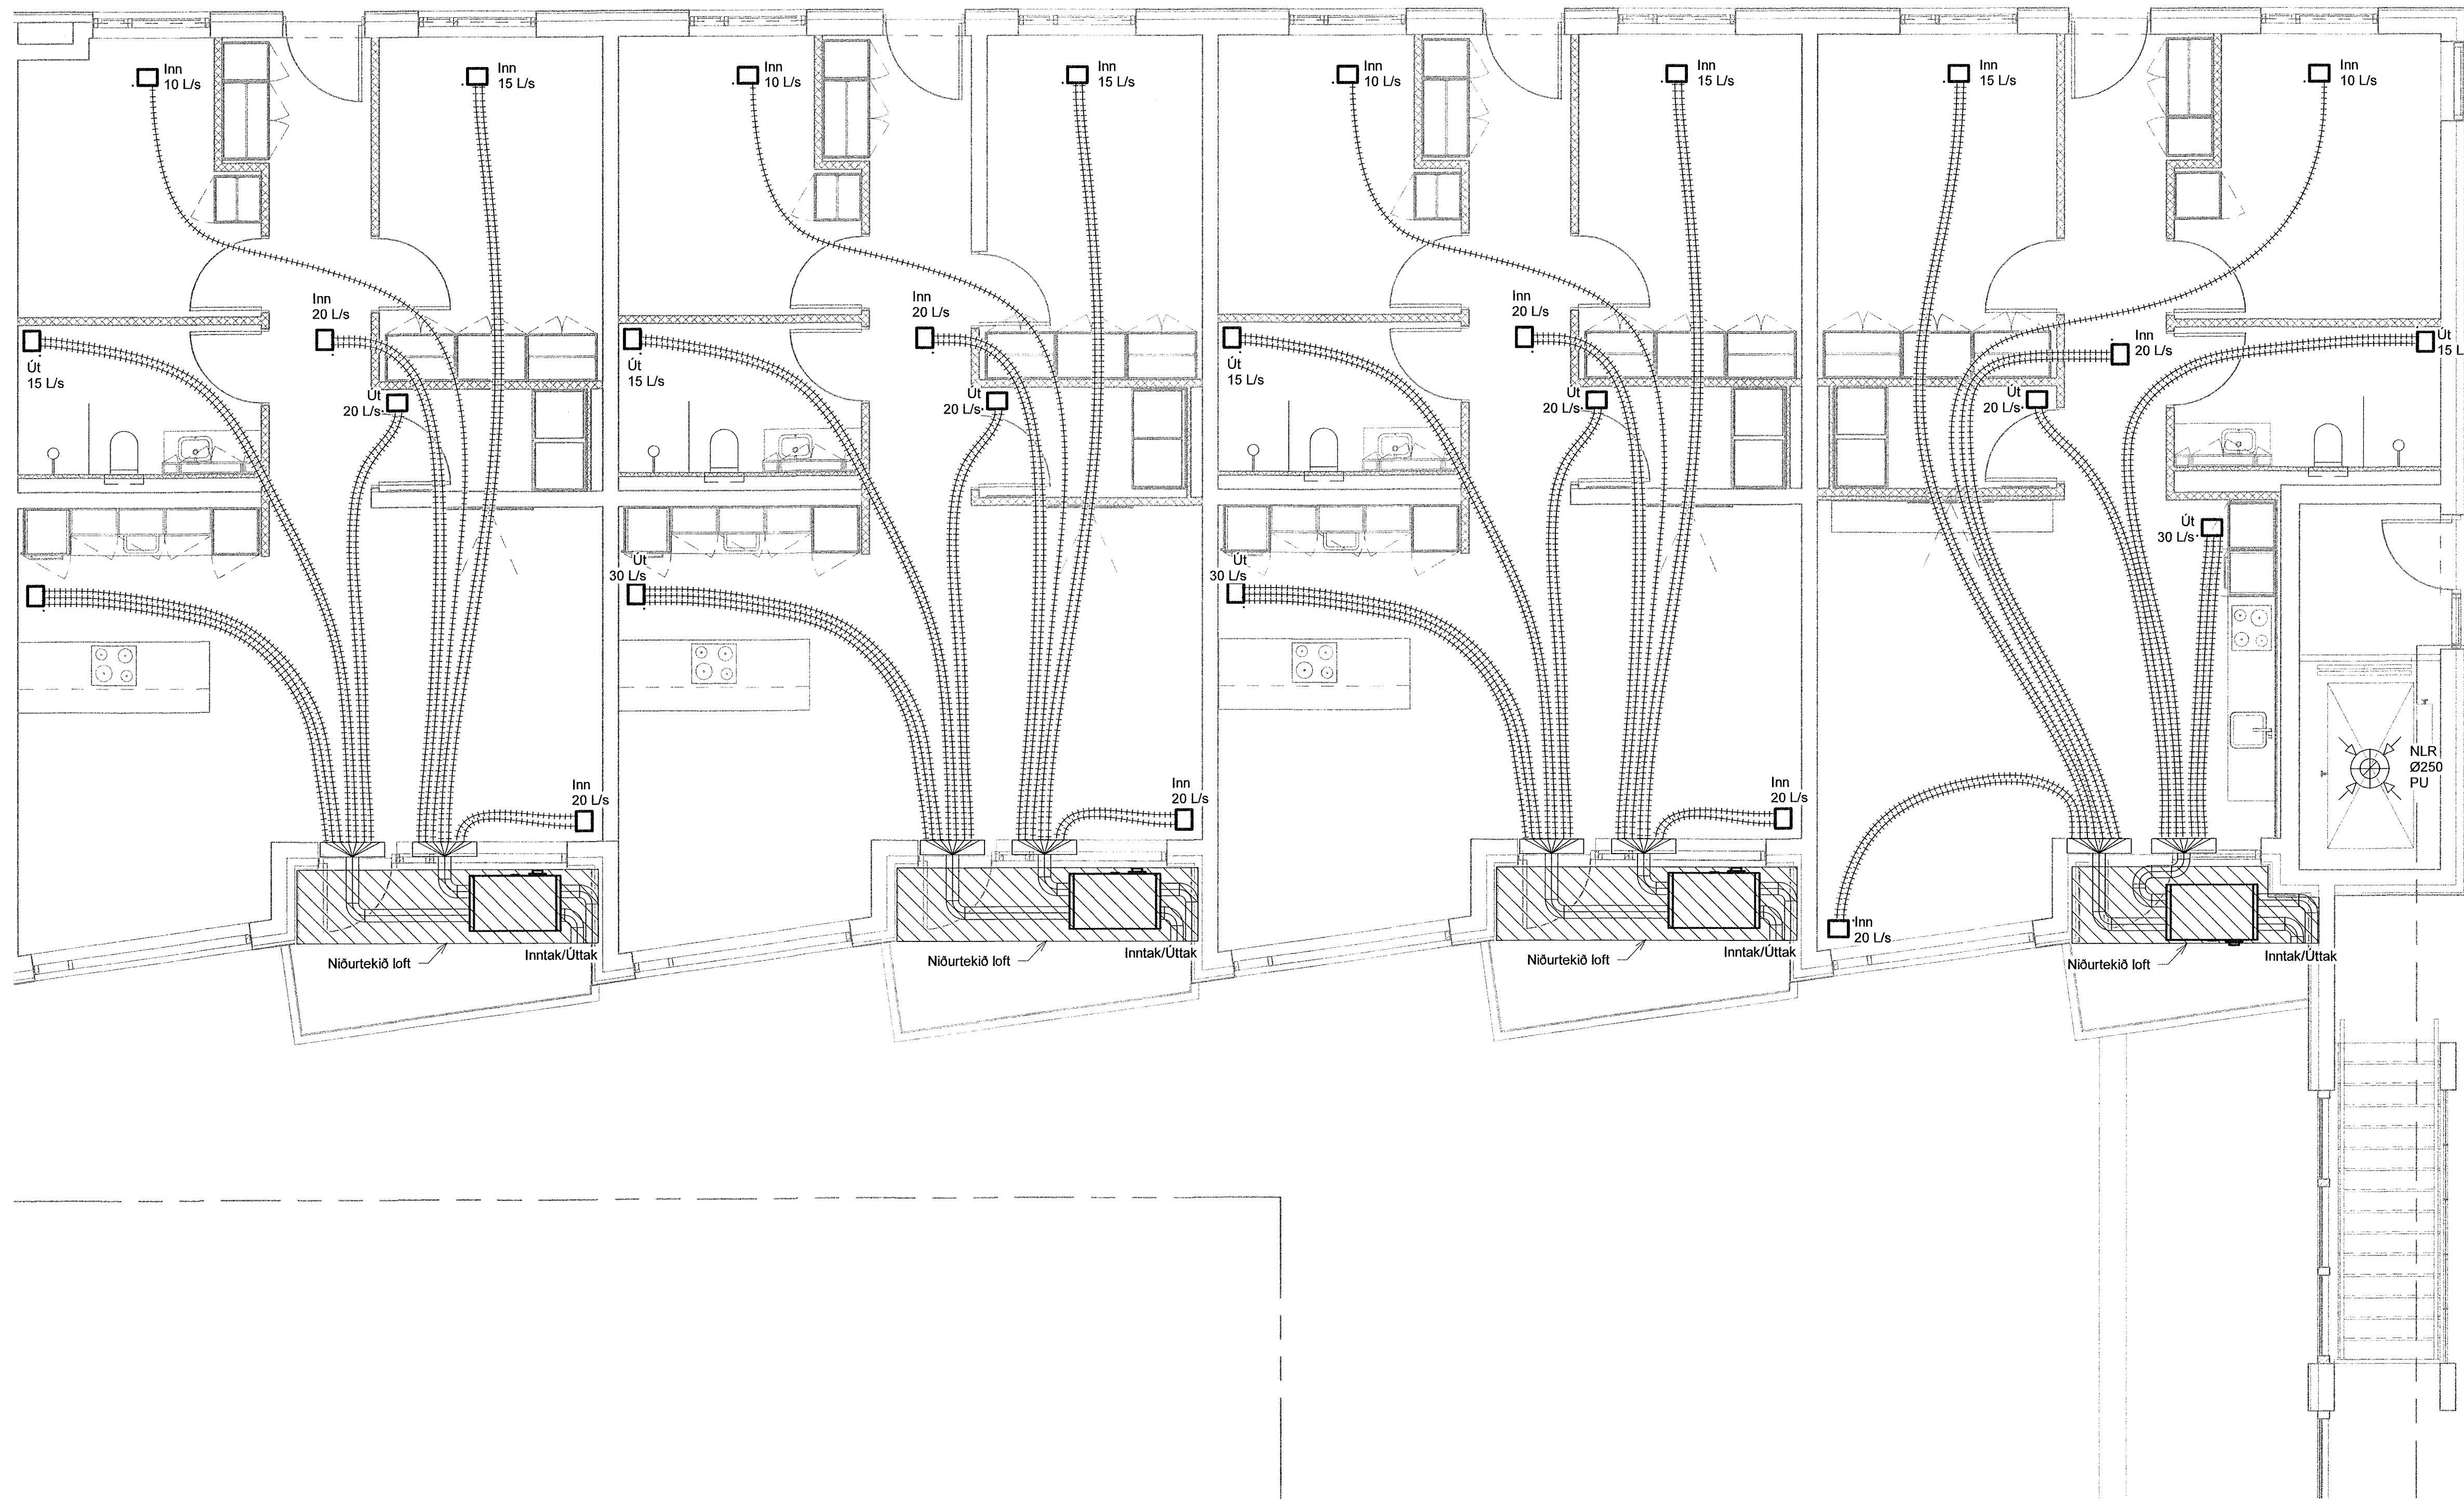 Inn
10 L/s
Inn
15 L/s
Inn
10 L/s
Inn
15 L/s
Inn
10 L/s
Inn
15 L/s
Inn
15 L/s
Inn
10 L/s
Inn
20 L/s
Út
15 L/s
Út
20 L/s
Inn
20 L/s
Út
15 L/s
Út
20 L/s
Inn
20 L/s
Út
15 L/s
Út
20 L/s
Inn
20 L/s
Út
15 L
Út
20 L/s
Út
30 L/s
Út
30 L/s
Út
30 L/s
NLR
Ø250
PU
Inn
20 L/s
Inn
20 L/s
Inn
20 L/s
Inn
20 L/s
Niðurtekið loft
Inntak/Úttak
Niðurtekið loft
Inntak/Úttak
Niðurtekið loft
Inntak/Úttak
Niðurtekið loft
Inntak/Úttak